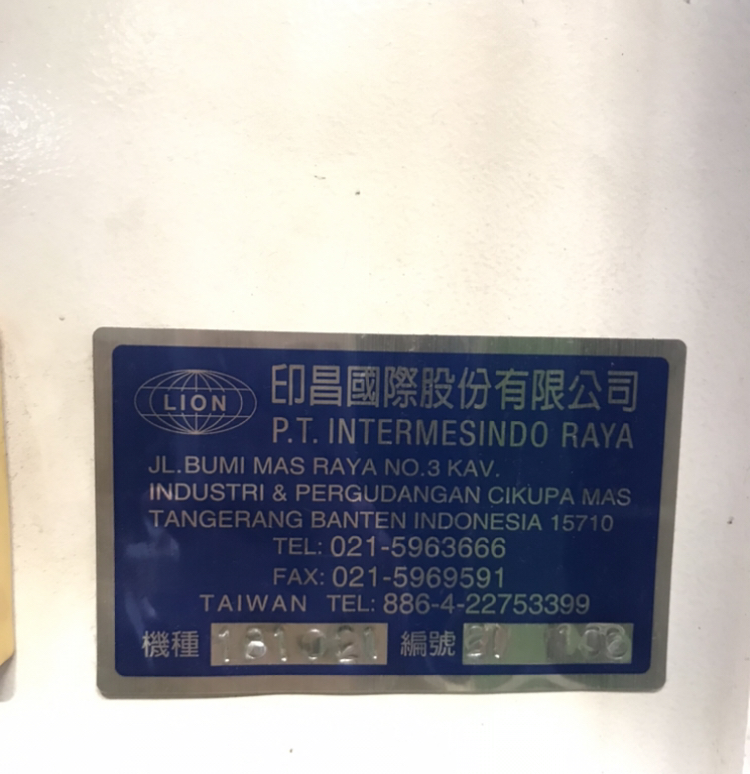 LION
印昌國際股份有限公司
P.T. INTERMESINDO RAYA
JL.BUMI MAS RAYA NO.3 KAV.
INDUSTRI & PERGUDANGAN CIKUPA MAS
TANGERANG BANTEN INDONESIA 15710
TEL: 021-5963666
FAX: 021-5969591
TAIWAN TEL: 886-4-22753399
機種 編號